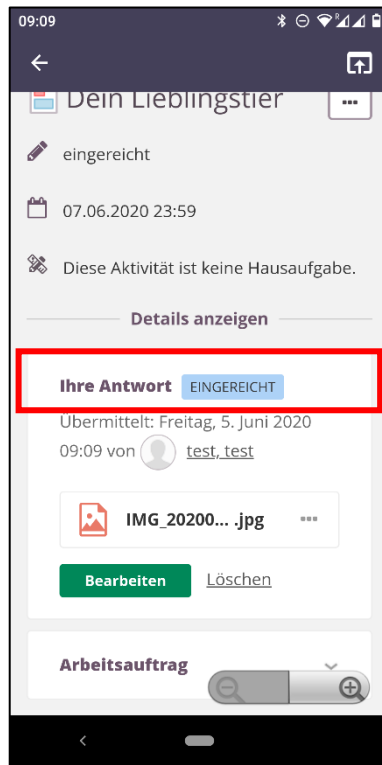 09:09
Dein Lieblingstier
eingereicht
07.06.2020 23:59
Diese Aktivität ist keine Hausaufgabe.
Details anzeigen
Ihre Antwort EINGEREICHT
Übermittelt: Freitag, 5. Juni 2020
09:09 von test, test
IMG_20200... .jpg
Bearbeiten Löschen
Arbeitsauftrag